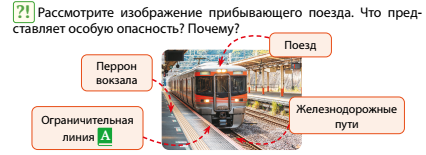 ?! Рассмотрите изображение прибывающего поезда. Что пред-
ставляет особую опасность? Почему?
Поезд
Перрон
вокзала
Ограничительная
линия A
Железнодорожные
пути